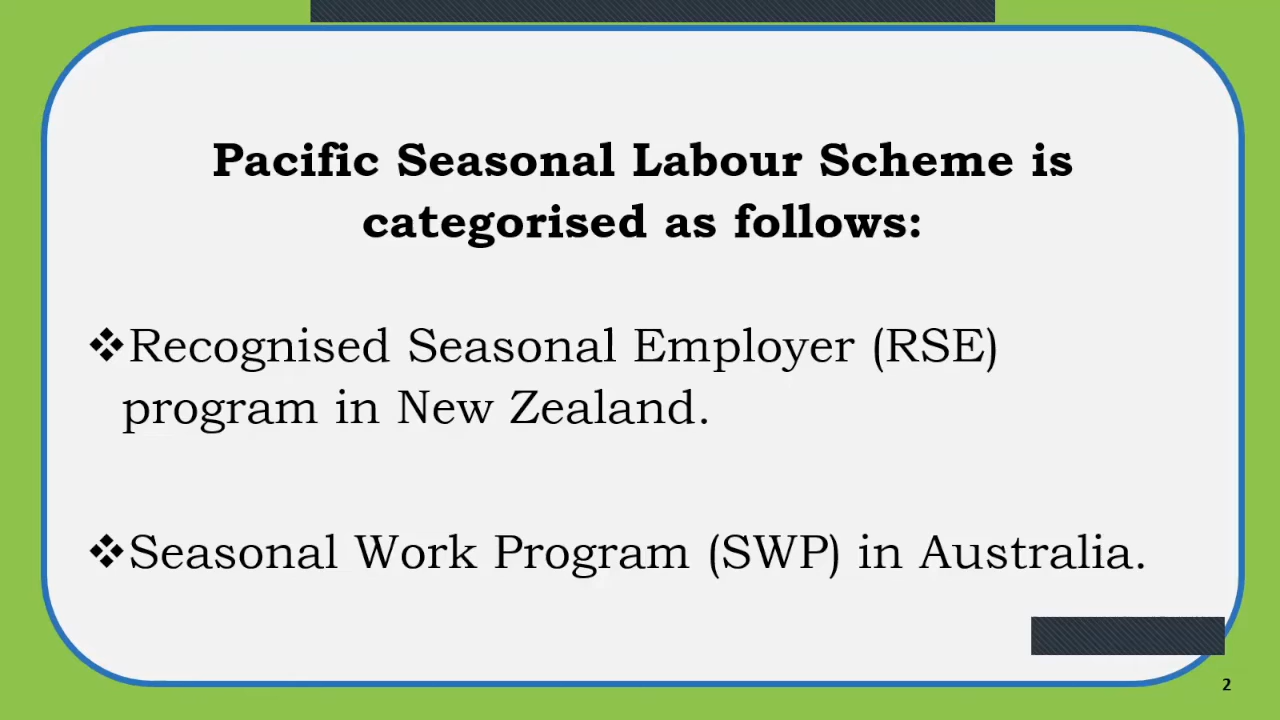 Pacific Seasonal Labour Scheme is
categorised as follows:
❖Recognised Seasonal Employer (RSE)
program in New Zealand.
❖Seasonal Work Program (SWP) in Australia.
2